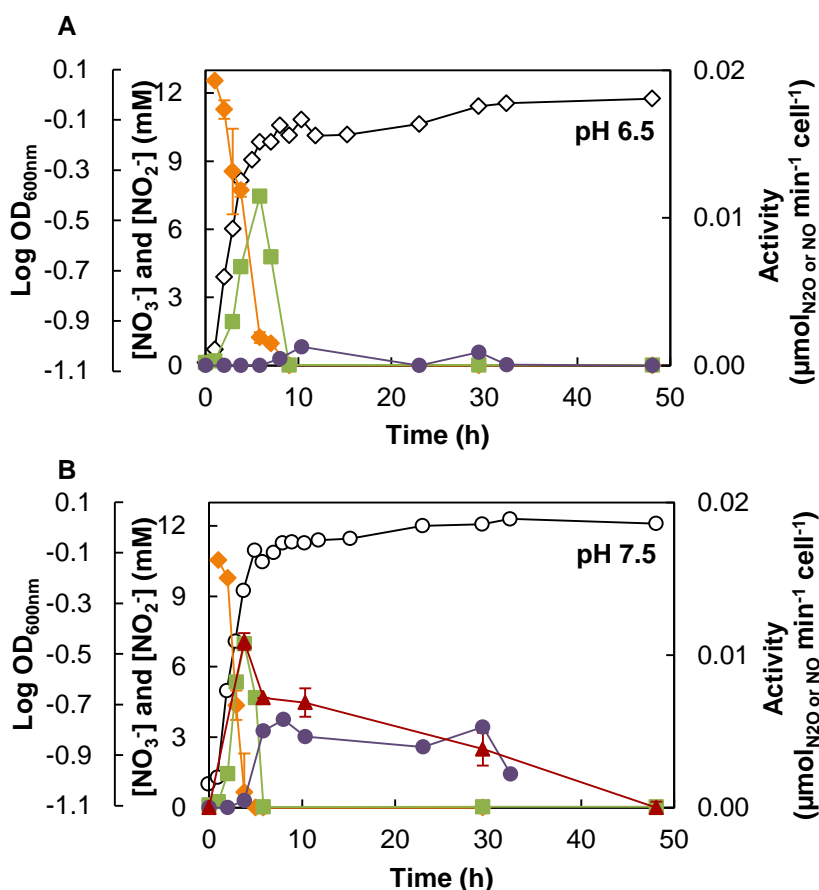 A
Log OD600nm
0.1
-0.1
-0.3
-0.5
-0.7
-0.9
-1.1
[NO3-] and [NO2-] (mM)
12
9
6
3
0
pH 6.5
0.02
0.01
0.00
Activity
(µmolN2O or NO min-1 cell-1)
0 10 20 30 40 50
Time (h)
B
Log OD600nm
0.1
-0.1
-0.3
-0.5
-0.7
-0.9
-1.1
[NO3-] and [NO2-] (mM)
12
9
6
3
0
pH 7.5
0.02
0.01
0.00
Activity
(µmolN2O or NO min-1 cell-1)
0 10 20 30 40 50
Time (h)